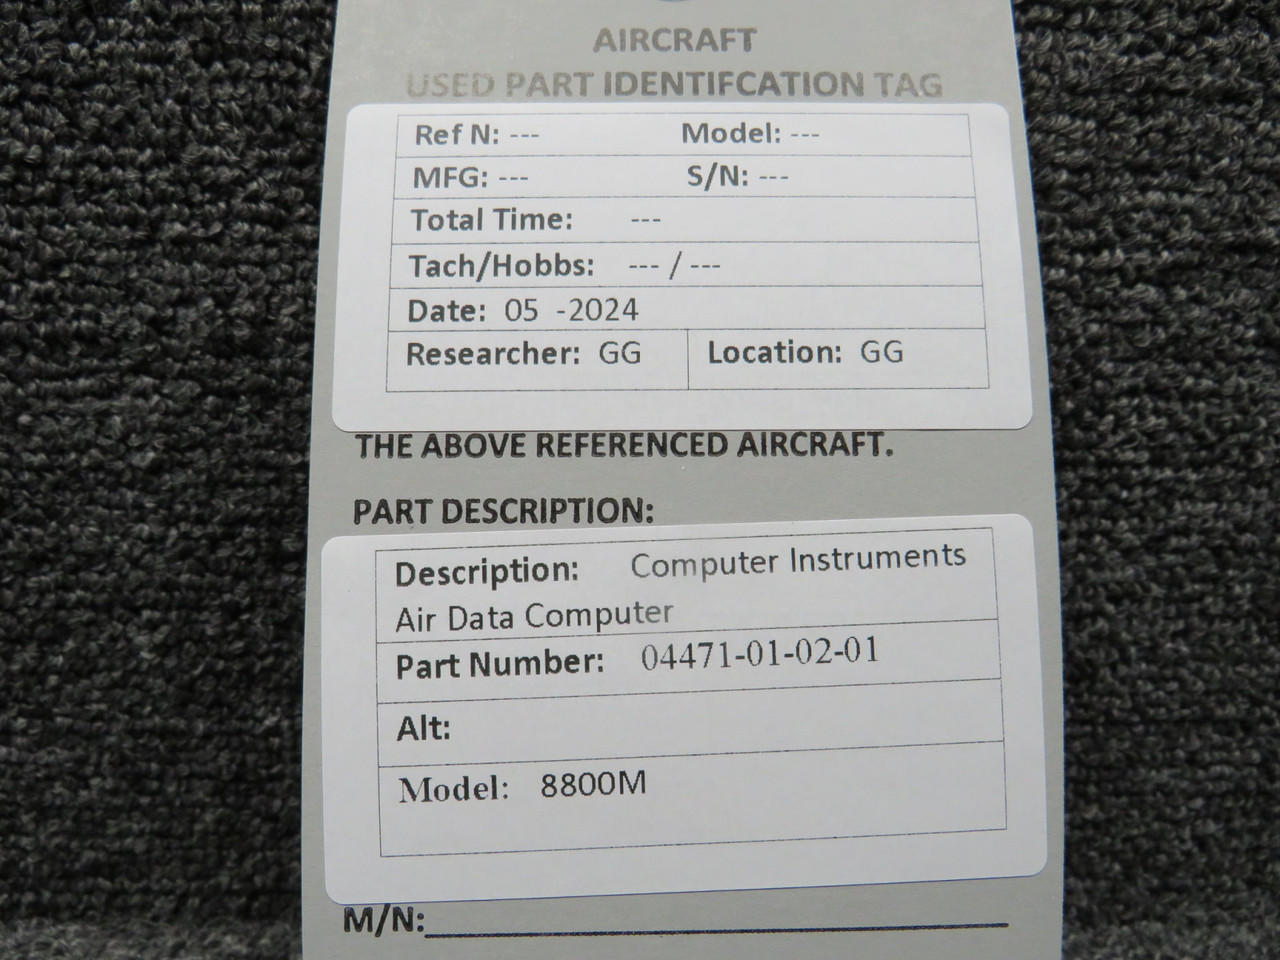 AIRCRAFT
USED PART IDENTIFCATION TAG
Ref N: --- Model: ---
MFG: --- S/N: ---
Total Time: ---
Tach/Hobbs: --- / ---
Date: 05 -2024
Researcher: GG Location: GG
THE ABOVE REFERENCED AIRCRAFT.
PART DESCRIPTION:
Description: Computer Instruments
Air Data Computer
Part Number: 04471-01-02-01
Alt:
Model: 8800M
M/N: